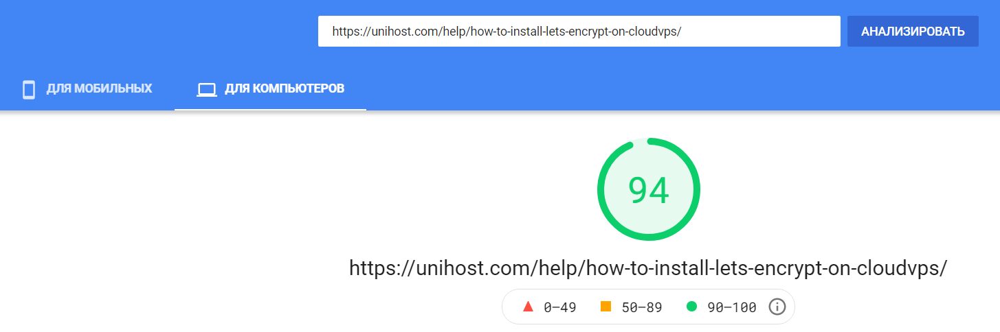 https://unihost.com/help/how-to-install-lets-encrypt-on-cloudvps/ АНАЛИЗИРОВАТЬ
ДЛЯ МОБИЛЬНЫХ ДЛЯ КОМПЬЮТЕРОВ
94
https://unihost.com/help/how-to-install-lets-encrypt-on-cloudvps/
0–49 50–89 90–100